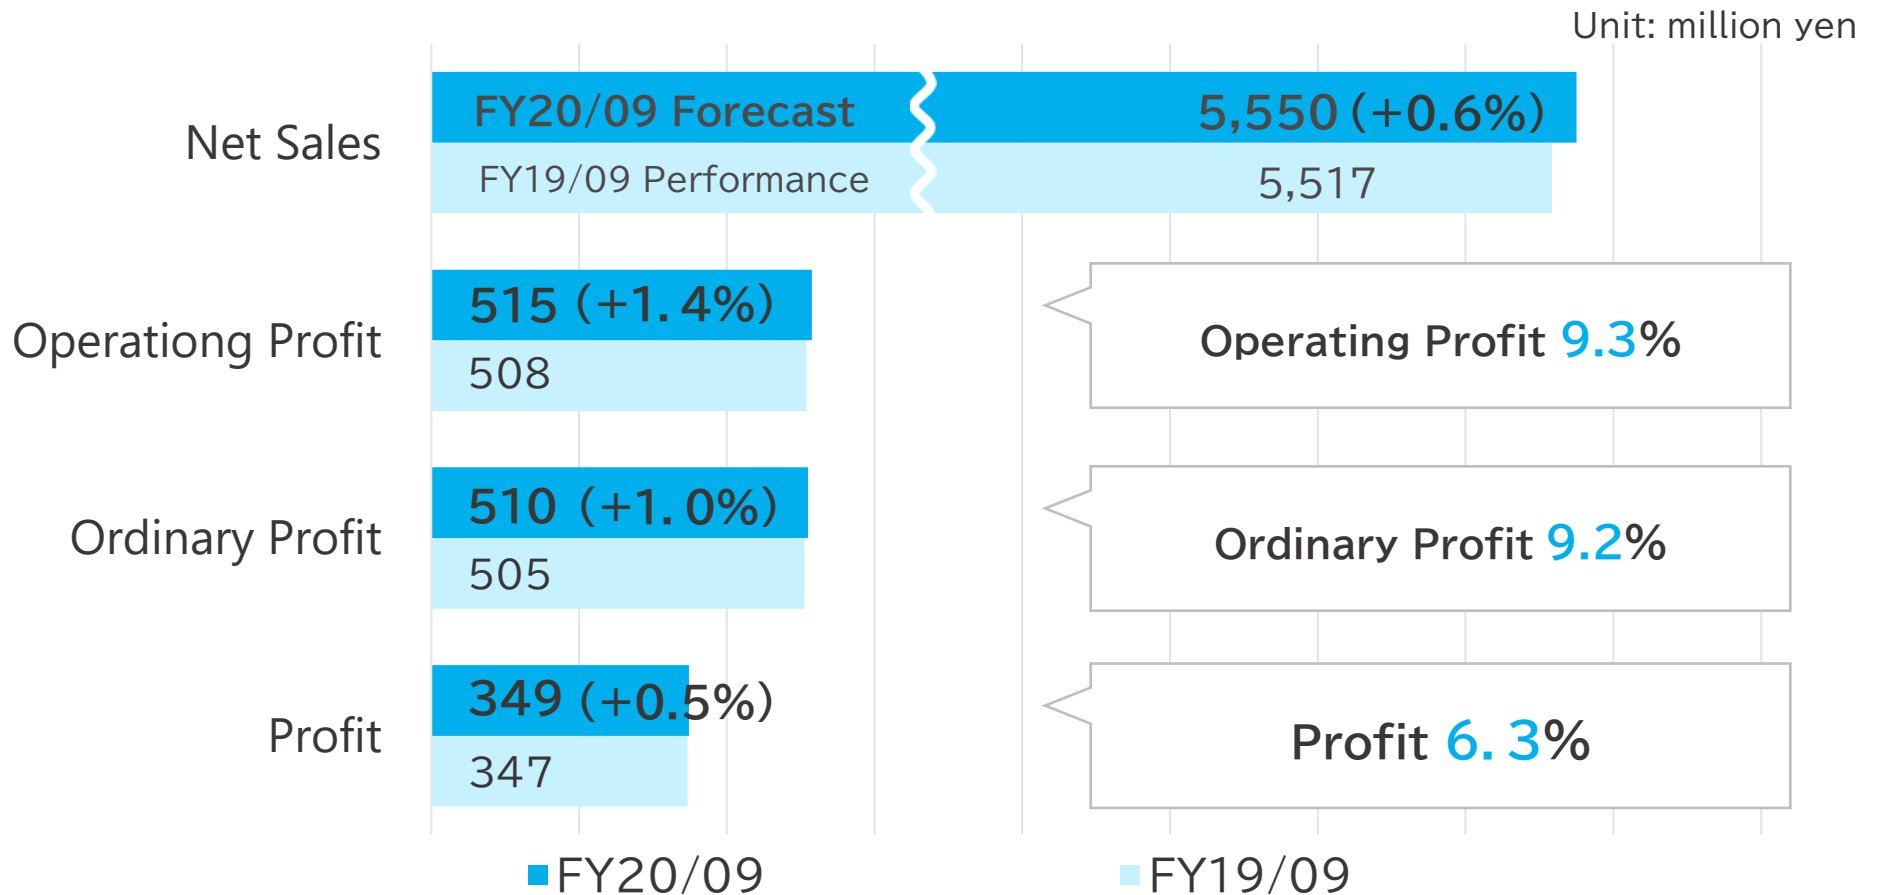 Unit: million yen
Net Sales
FY20/09 Forecast
5,550 (+0.6%)
FY19/09 Performance
5,517
Operationg Profit
515 (+1.4%)
508
Operating Profit 9.3%
Ordinary Profit
510 (+1.0%)
505
Ordinary Profit 9.2%
Profit
349 (+0.5%)
347
Profit 6.3%
FY20/09
FY19/09